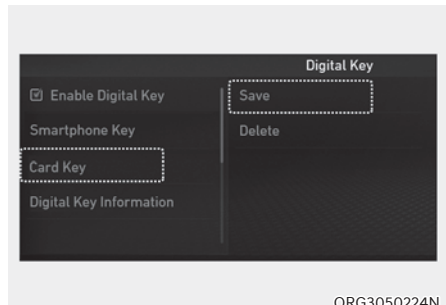 Digital Key
Enable Digital Key
Smartphone Key
Card Key
Digital Key Information
Save
Delete
ORG3050224N